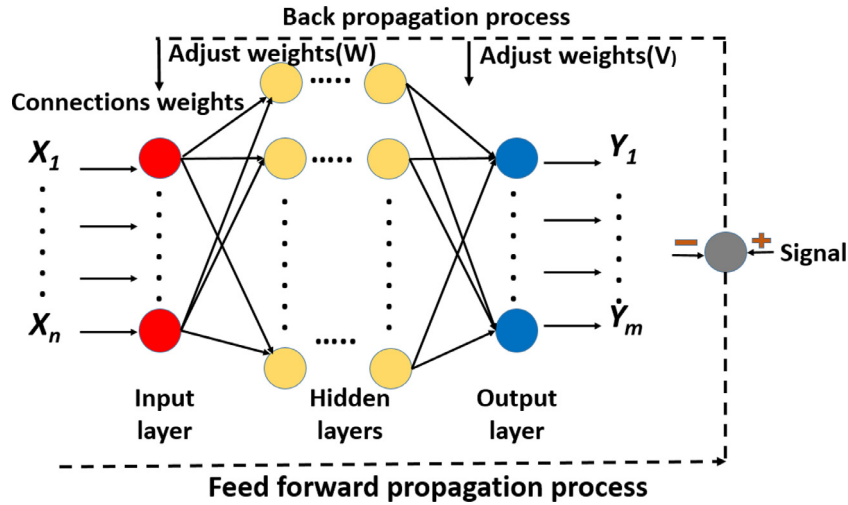 Back propagation process
Adjust weights(W)
Adjust weights(V)
Connections weights
X1
Y1
− + Signal
Xn
Ym
Input layer
Hidden layers
Output layer
Feed forward propagation process